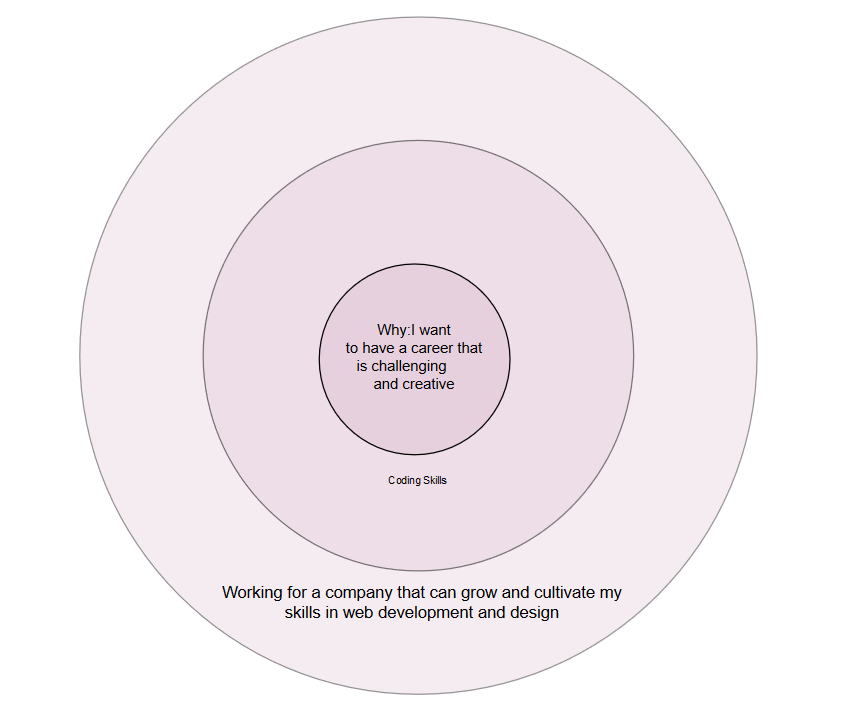 Why:I want
to have a career that
is challenging
and creative
Coding Skills
Working for a company that can grow and cultivate my
skills in web development and design